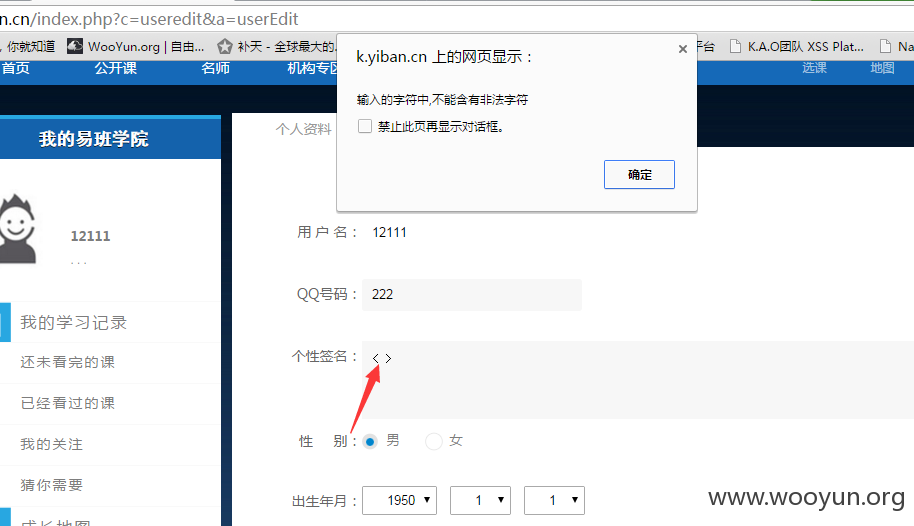 n.cn/index.php?c=useredit&a=userEdit
，你就知道 WooYun.org | 自由... 补天 - 全球最大的. 平台 K.A.O团队 XSS Plat... Na
首页 公开课 名师 机构专区 选课 地图
k.yiban.cn 上的网页显示：
输入的字符中,不能含有非法字符
禁止此页再显示对话框。
确定
我的易班学院
个人资料
12111
...
用 户 名： 12111
QQ号码： 222
我的学习记录
个性签名： < >
还未看完的课
已经看过的课
我的关注
性 别： 男 女
猜你需要
出生年月： 1950 1 1
www.wooyun.org
成长地图